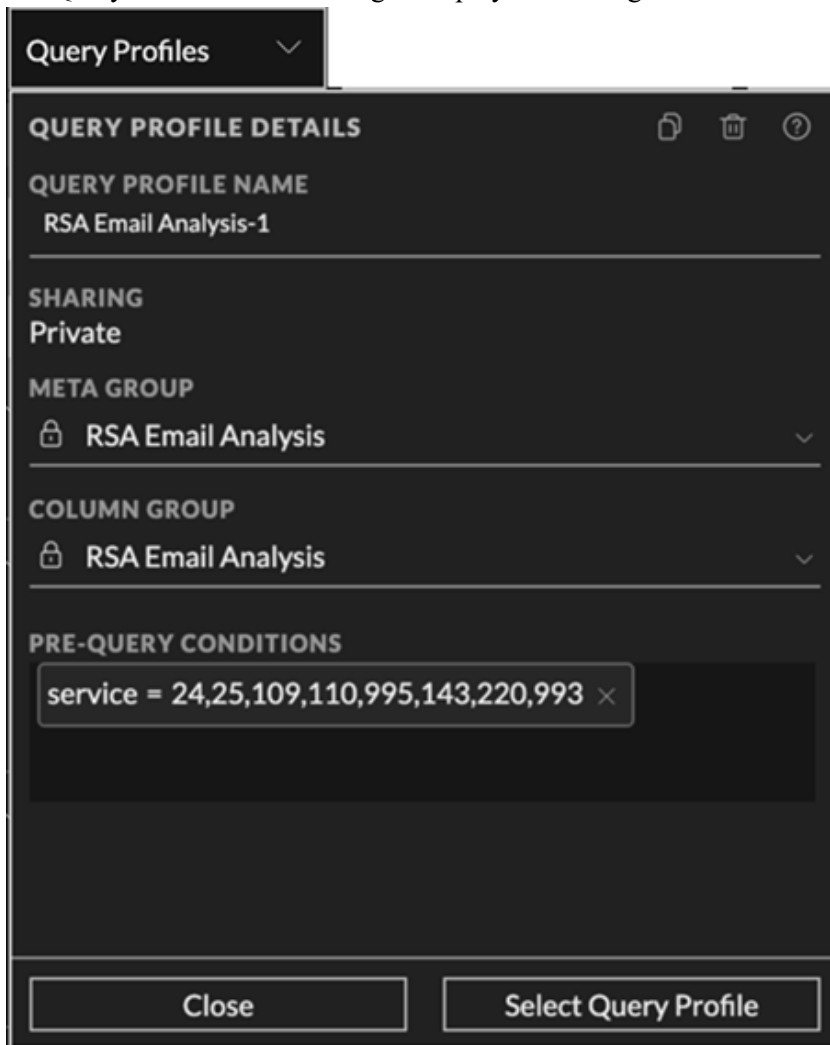 Query Profiles
QUERY PROFILE DETAILS
QUERY PROFILE NAME
RSA Email Analysis-1
SHARING
Private
META GROUP
RSA Email Analysis
COLUMN GROUP
RSA Email Analysis
PRE-QUERY CONDITIONS
service = 24,25,109,110,995,143,220,993 ×
Close
Select Query Profile